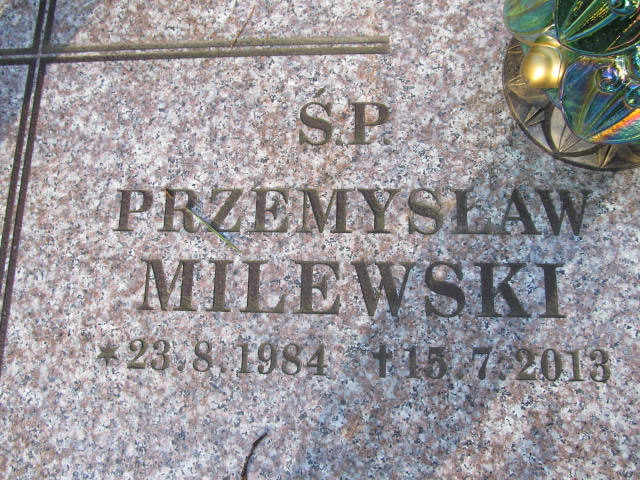 Ś.P.
PRZEMYSŁAW
MILEWSKI
*23.8.1984 †15.7.2013